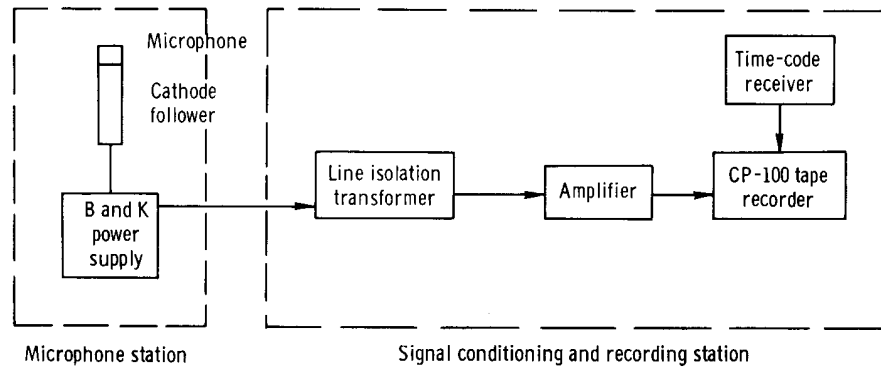 Microphone
Cathode
follower
B and K
power
supply
Microphone station
Line isolation
transformer
Amplifier
Time-code
receiver
CP-100 tape
recorder
Signal conditioning and recording station